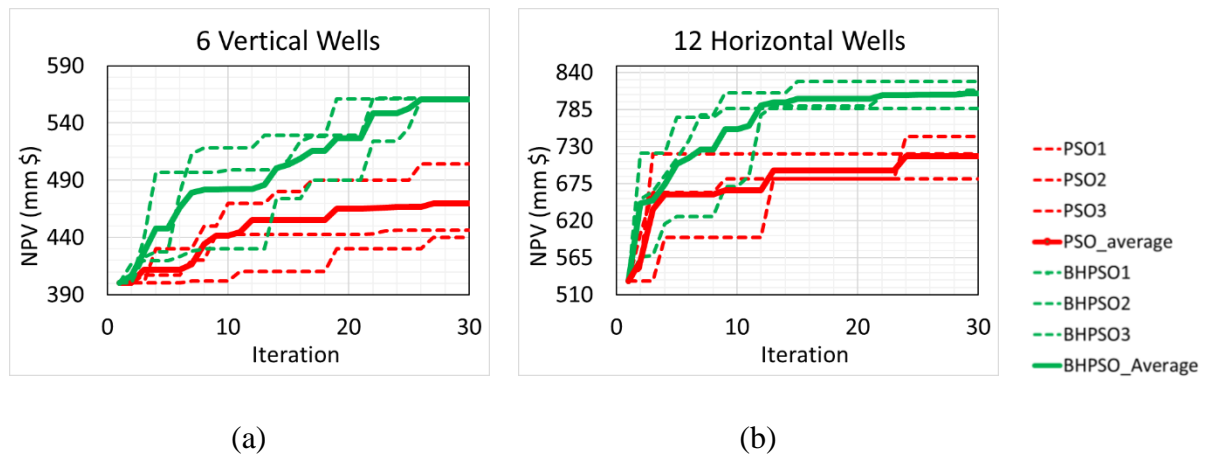 6 Vertical Wells
590
540
490
440
390
NPV (mm $)
0
10
20
30
Iteration
(a)
12 Horizontal Wells
840
785
730
675
620
565
510
NPV (mm $)
0
10
20
30
Iteration
(b)
PSO1
PSO2
PSO3
PSO_average
BHPSO1
BHPSO2
BHPSO3
BHPSO_Average